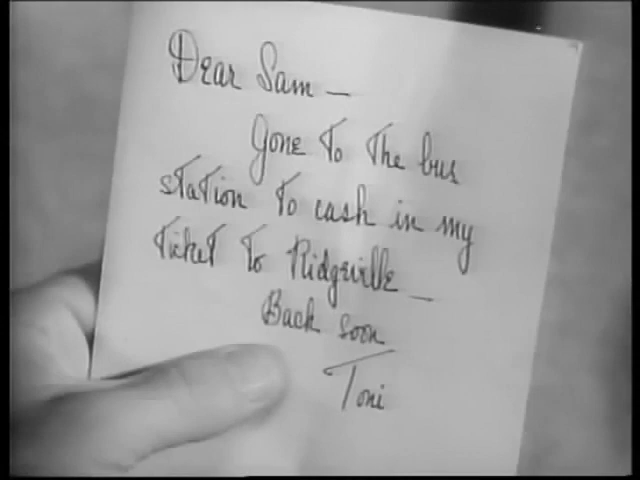 Dear Sam —
Gone To The bus
station To cash in my
Ticket To Ridgeville —
Back soon
Toni